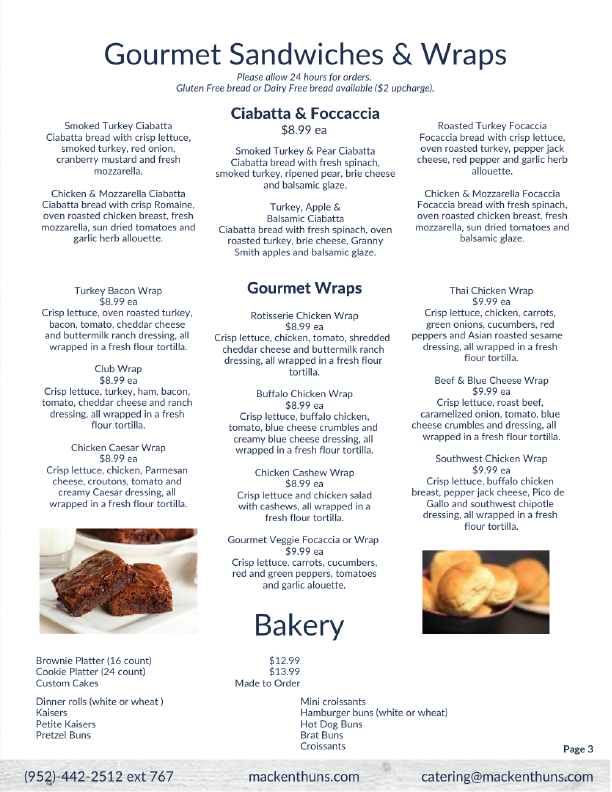 Gourmet Sandwiches & Wraps
Please allow 24 hours for orders.
Gluten Free bread or Dairy Free bread available ($2 upcharge).
Ciabatta & Foccaccia
$8.99 ea
Smoked Turkey Ciabatta
Ciabatta bread with crisp lettuce,
smoked turkey, red onion,
cranberry mustard and fresh
mozzarella.
Chicken & Mozzarella Ciabatta
Ciabatta bread with crisp Romaine,
oven roasted chicken breast, fresh
mozzarella, sun dried tomatoes and
garlic herb allouette.
Smoked Turkey & Pear Ciabatta
Ciabatta bread with fresh spinach,
smoked turkey, ripened pear, brie cheese
and balsamic glaze.
Turkey, Apple &
Balsamic Ciabatta
Ciabatta bread with fresh spinach, oven
roasted turkey, brie cheese, Granny
Smith apples and balsamic glaze.
Roasted Turkey Focaccia
Focaccia bread with crisp lettuce,
oven roasted turkey, pepper jack
cheese, red pepper and garlic herb
allouette.
Chicken & Mozzarella Focaccia
Focaccia bread with fresh spinach,
oven roasted chicken breast, fresh
mozzarella, sun dried tomatoes and
balsamic glaze.
Gourmet Wraps
Turkey Bacon Wrap
$8.99 ea
Crisp lettuce, oven roasted turkey,
bacon, tomato, cheddar cheese
and buttermilk ranch dressing, all
wrapped in a fresh flour tortilla.
Club Wrap
$8.99 ea
Crisp lettuce, turkey, ham, bacon,
tomato, cheddar cheese and ranch
dressing, all wrapped in a fresh
flour tortilla.
Chicken Caesar Wrap
$8.99 ea
Crisp lettuce, chicken, Parmesan
cheese, croutons, tomato and
creamy Caesar dressing, all
wrapped in a fresh flour tortilla.
Rotisserie Chicken Wrap
$8.99 ea
Crisp lettuce, chicken, tomato, shredded
cheddar cheese and buttermilk ranch
dressing, all wrapped in a fresh flour
tortilla.
Buffalo Chicken Wrap
$8.99 ea
Crisp lettuce, buffalo chicken,
tomato, blue cheese crumbles and
creamy blue cheese dressing, all
wrapped in a fresh flour tortilla.
Chicken Cashew Wrap
$8.99 ea
Crisp lettuce and chicken salad
with cashews, all wrapped in a
fresh flour tortilla.
Gourmet Veggie Focaccia or Wrap
$9.99 ea
Crisp lettuce, carrots, cucumbers,
red and green peppers, tomatoes
and garlic alouette.
Thai Chicken Wrap
$9.99 ea
Crisp lettuce, chicken, carrots,
green onions, cucumbers, red
peppers and Asian roasted sesame
dressing, all wrapped in a fresh
flour tortilla.
Beef & Blue Cheese Wrap
$9.99 ea
Crisp lettuce, roast beef,
caramelized onion, tomato, blue
cheese crumbles and dressing, all
wrapped in a fresh flour tortilla.
Southwest Chicken Wrap
$9.99 ea
Crisp lettuce, buffalo chicken
breast, pepper jack cheese, Pico de
Gallo and southwest chipotle
dressing, all wrapped in a fresh
flour tortilla.
Bakery
Brownie Platter (16 count) $12.99
Cookie Platter (24 count) $13.99
Custom Cakes Made to Order
Dinner rolls (white or wheat )
Kaisers
Petite Kaisers
Pretzel Buns
Mini croissants
Hamburger buns (white or wheat)
Hot Dog Buns
Brat Buns
Croissants
Page 3
(952)-442-2512 ext 767 mackenthuns.com catering@mackenthuns.com